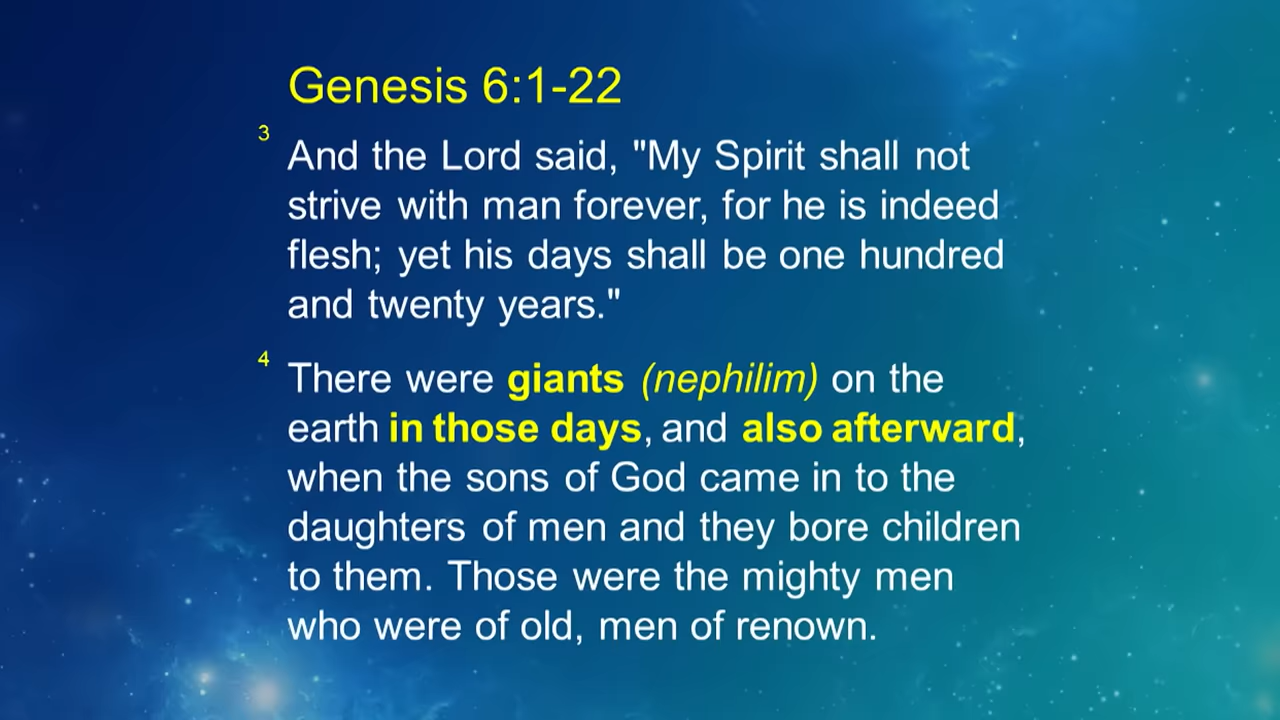 Genesis 6:1-22
3
And the Lord said, "My Spirit shall not
strive with man forever, for he is indeed
flesh; yet his days shall be one hundred
and twenty years."
4
There were giants (nephilim) on the
earth in those days, and also afterward,
when the sons of God came in to the
daughters of men and they bore children
to them. Those were the mighty men
who were of old, men of renown.